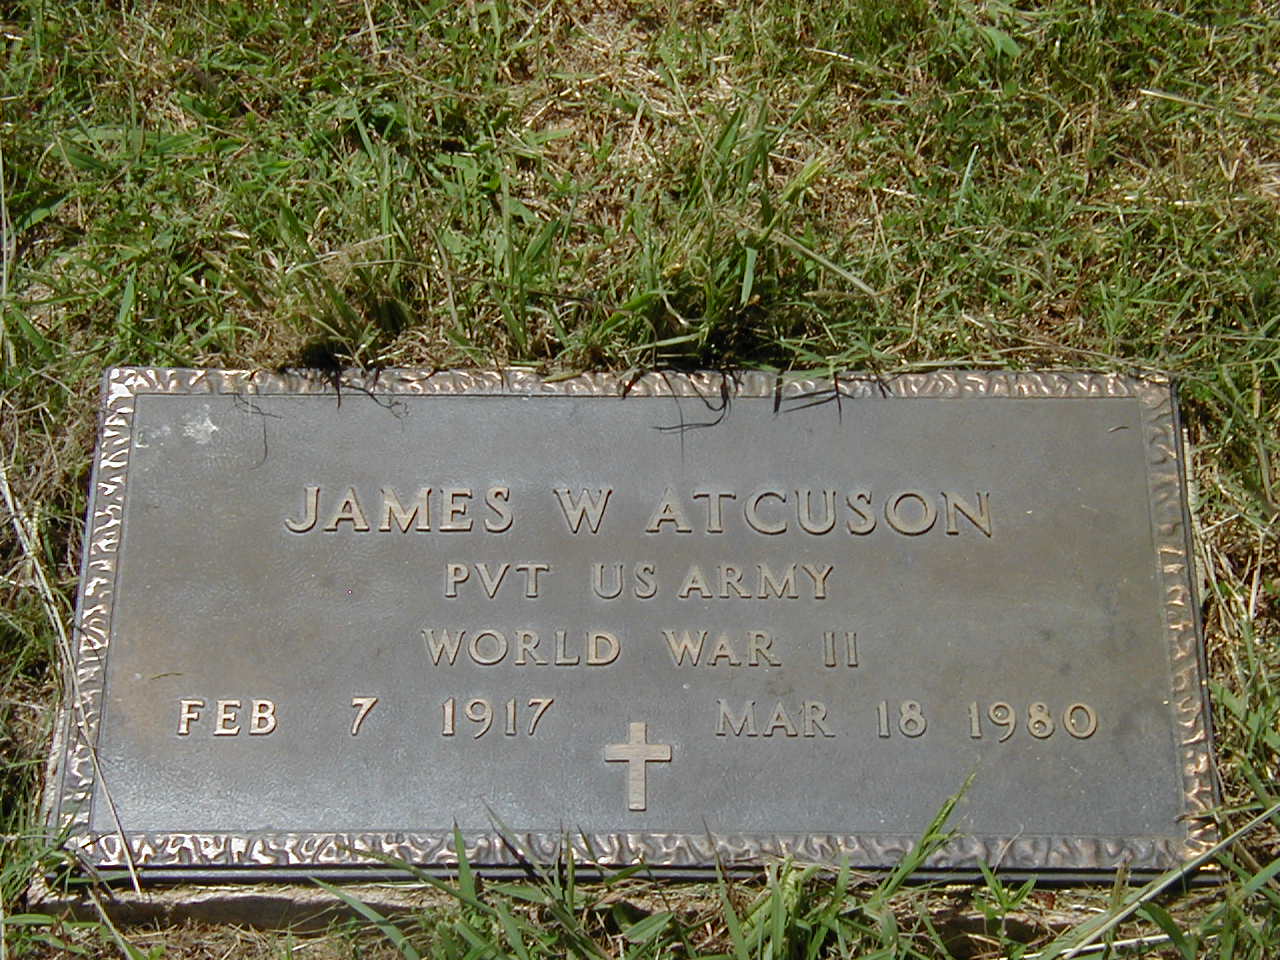 JAMES W ATCUSON
PVT US ARMY
WORLD WAR II
FEB 7 1917 MAR 18 1980